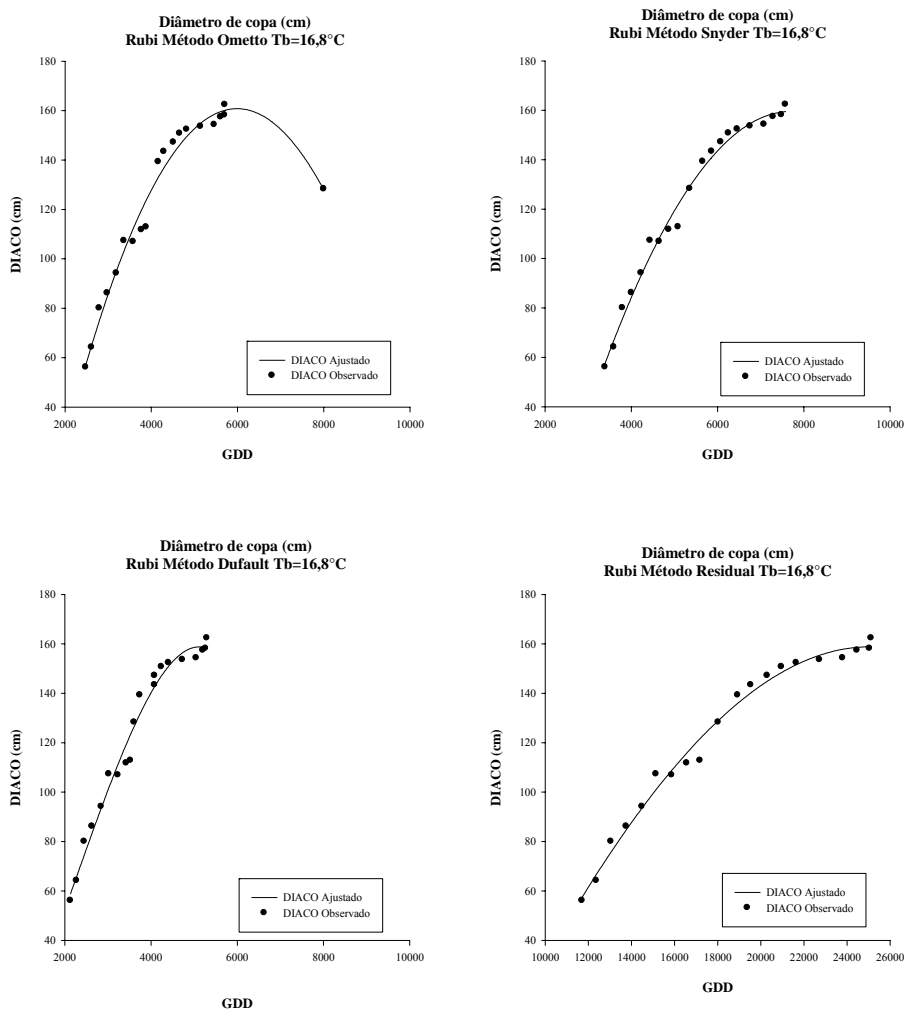 Diâmetro de copa (cm)
Rubi Método Ometto Tb=16,8°C
DIACO (cm)
180
160
140
120
100
80
60
40
2000
4000
6000
8000
10000
GDD
DIACO Ajustado
DIACO Observado
Diâmetro de copa (cm)
Rubi Método Snyder Tb=16,8°C
DIACO (cm)
180
160
140
120
100
80
60
40
2000
4000
6000
8000
10000
GDD
DIACO Ajustado
DIACO Observado
Diâmetro de copa (cm)
Rubi Método Dufault Tb=16,8°C
DIACO (cm)
180
160
140
120
100
80
60
40
2000
4000
6000
8000
10000
GDD
DIACO Ajustado
DIACO Observado
Diâmetro de copa (cm)
Rubi Método Residual Tb=16,8°C
DIACO (cm)
180
160
140
120
100
80
60
40
10000
12000
14000
16000
18000
20000
22000
24000
26000
GDD
DIACO Ajustado
DIACO Observado